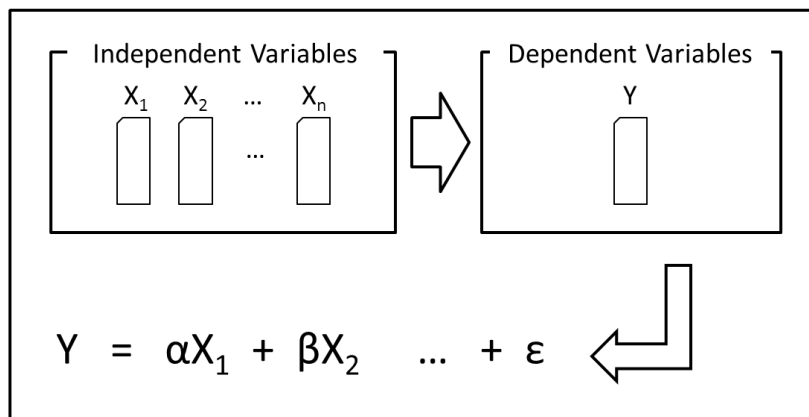 Independent Variables
X₁ X₂ ... Xₙ
...
Dependent Variables
Y
Y = αX₁ + βX₂ ... + ε